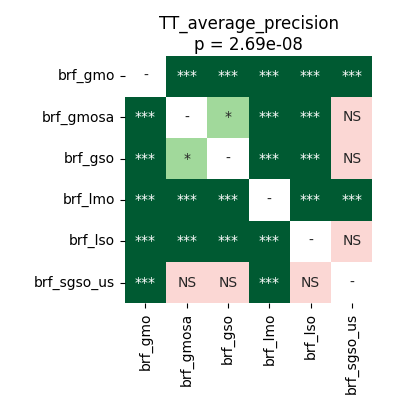 TT_average_precision
p = 2.69e-08
brf_gmo - *** *** *** *** ***
brf_gmosa *** - * *** *** NS
brf_gso *** * - *** *** NS
brf_lmo *** *** *** - *** ***
brf_lso *** *** *** *** - NS
brf_sgso_us *** NS NS *** NS -
brf_gmo
brf_gmosa
brf_gso
brf_lmo
brf_lso
brf_sgso_us